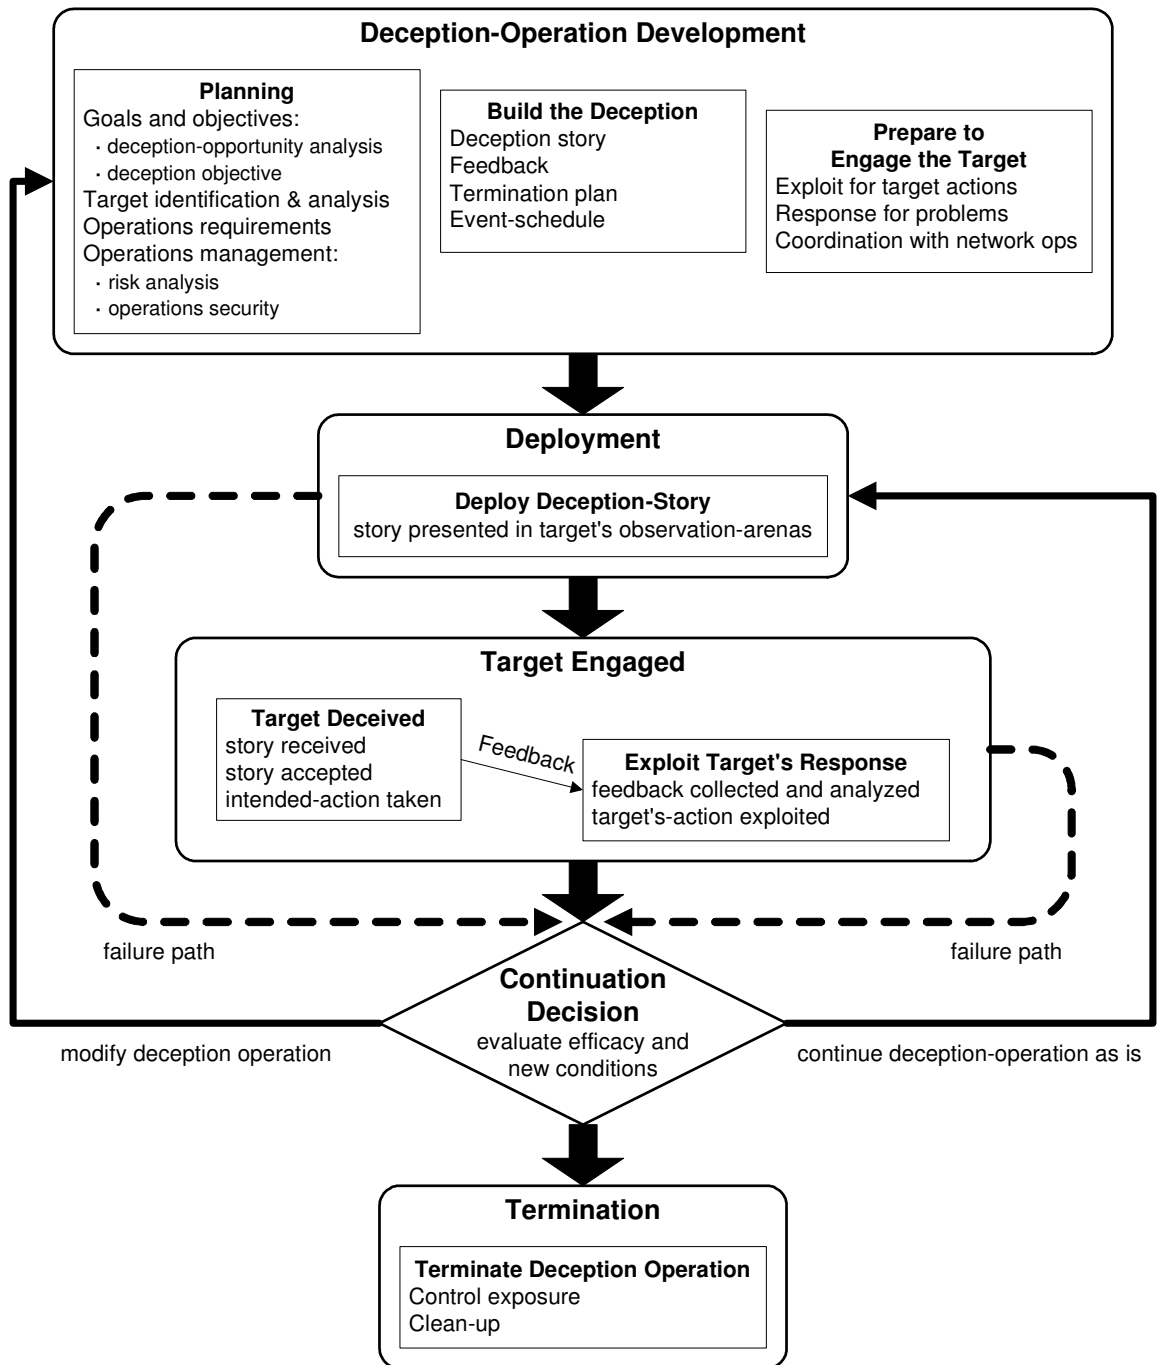 Deception-Operation Development
Planning
Goals and objectives:
· deception-opportunity analysis
· deception objective
Target identification & analysis
Operations requirements
Operations management:
· risk analysis
· operations security
Build the Deception
Deception story
Feedback
Termination plan
Event-schedule
Prepare to
Engage the Target
Exploit for target actions
Response for problems
Coordination with network ops
Deployment
Deploy Deception-Story
story presented in target's observation-arenas
Target Engaged
Target Deceived
story received
story accepted
intended-action taken
Feedback
Exploit Target's Response
feedback collected and analyzed
target's-action exploited
failure path
failure path
Continuation
Decision
evaluate efficacy and
new conditions
modify deception operation
continue deception-operation as is
Termination
Terminate Deception Operation
Control exposure
Clean-up